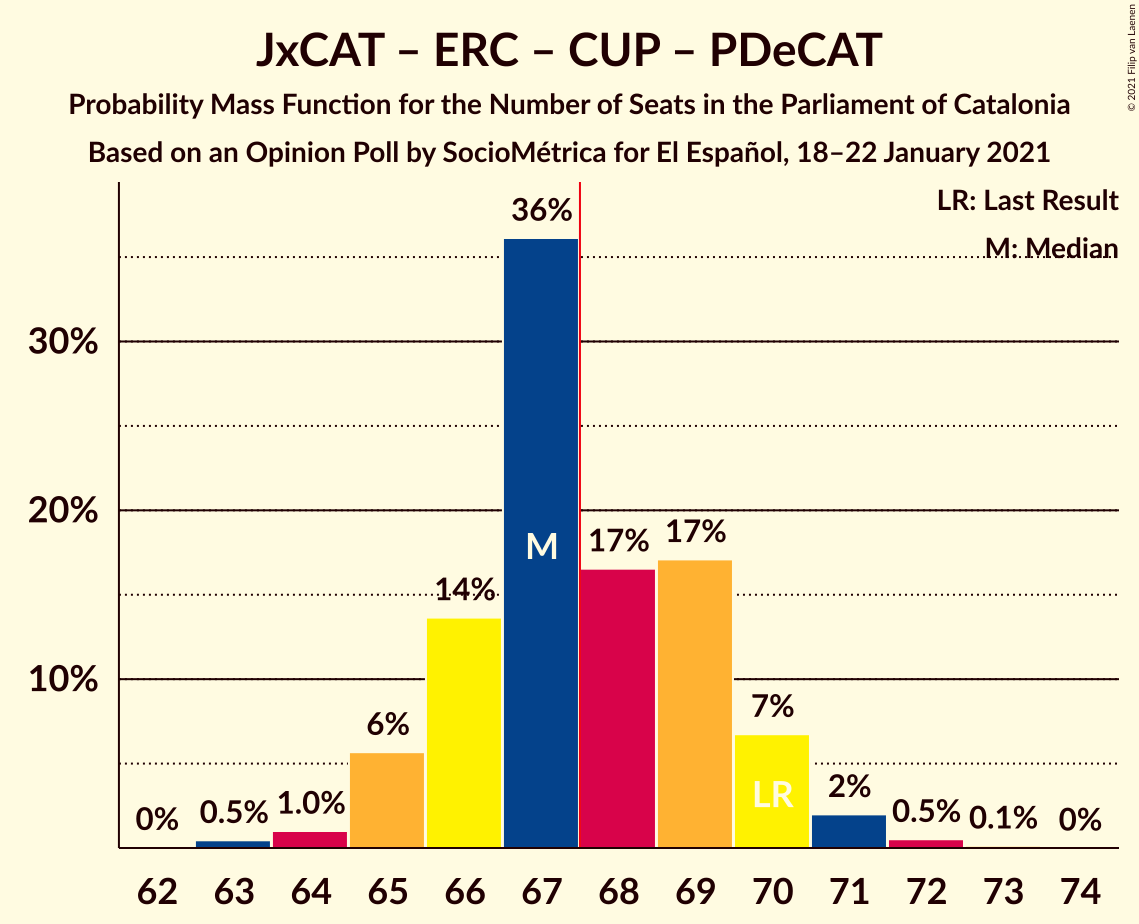 JxCAT – ERC – CUP – PDeCAT
Probability Mass Function for the Number of Seats in the Parliament of Catalonia
Based on an Opinion Poll by SocioMétrica for El Español, 18–22 January 2021
© 2021 Filip van Laenen
LR: Last Result
M: Median
30%
20%
10%
0%
0.5%
1.0%
6%
14%
36%
M
17%
17%
7%
LR
2%
0.5%
0.1%
0%
62 63 64 65 66 67 68 69 70 71 72 73 74